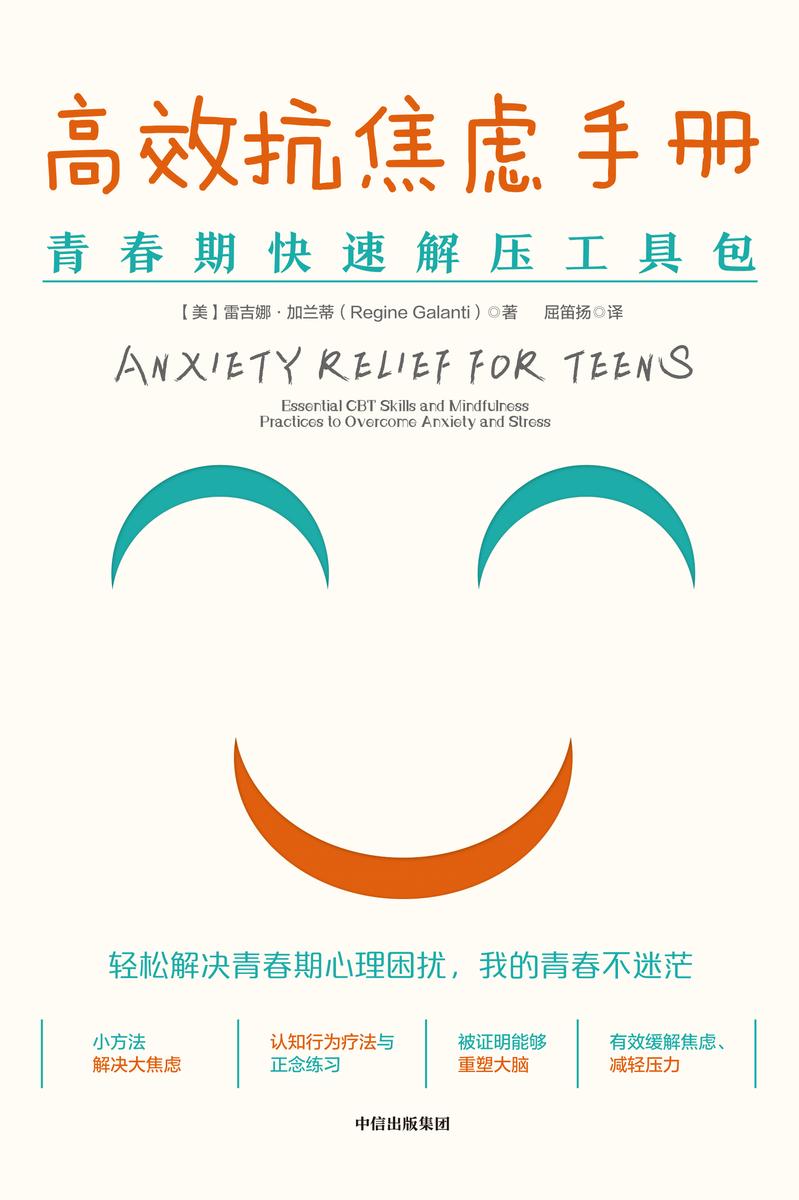 高效抗焦虑手册
青春期快速解压工具包
【美】雷吉娜·加兰蒂（Regine Galanti）◎著 屈笛扬◎译
ANXIETY RELIEF FOR TEENS
Essential CBT Skills and Mindfulness
Practices to Overcome Anxiety and Stress
轻松解决青春期心理困扰，我的青春不迷茫
小方法
解决大焦虑
认知行为疗法与
正念练习
被证明能够
重塑大脑
有效缓解焦虑、
减轻压力
中信出版集团